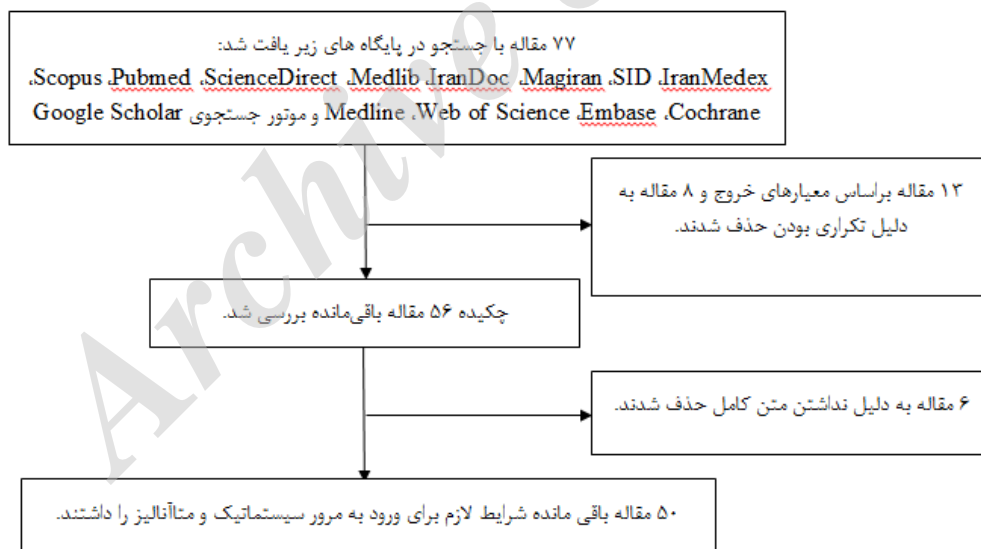 ۷۷ مقاله با جستجو در پایگاه های زیر یافت شد:
،Scopus ،Pubmed ،ScienceDirect ،Medlib ،IranDoc ،Magiran ،SID ،IranMedex
Medline ،Web of Science ،Embase ،Cochrane و موتور جستجوی Google Scholar
۱۳ مقاله براساس معیارهای خروج و ۸ مقاله به
دلیل تکراری بودن حذف شدند.
چکیده ۵۶ مقاله باقی‌مانده بررسی شد.
۶ مقاله به دلیل نداشتن متن کامل حذف شدند.
۵۰ مقاله باقی مانده شرایط لازم برای ورود به مرور سیستماتیک و متاآنالیز را داشتند.
Archive